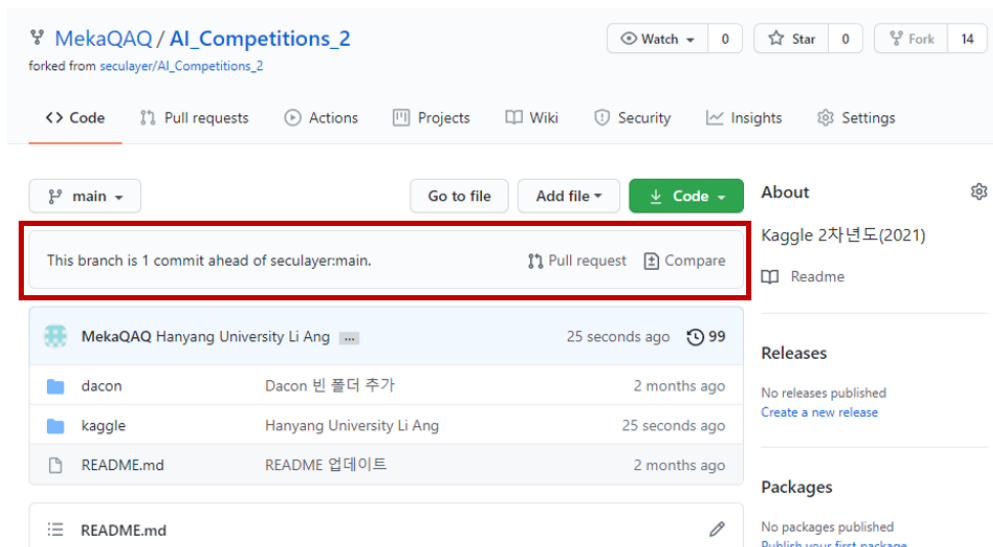 MekaQAQ / AI_Competitions_2
Watch 0 Star 0 Fork 14
forked from seculayer/AI_Competitions_2
<> Code Pull requests Actions Projects Wiki Security Insights Settings
main Go to file Add file Code About
Kaggle 2차년도(2021)
This branch is 1 commit ahead of seculayer:main. Pull request Compare
Readme
MekaQAQ Hanyang University Li Ang ... 25 seconds ago 99
Releases
dacon Dacon 빈 폴더 추가 2 months ago
No releases published
Create a new release
kaggle Hanyang University Li Ang 25 seconds ago
README.md README 업데이트 2 months ago
Packages
README.md
No packages published
Publish your first package